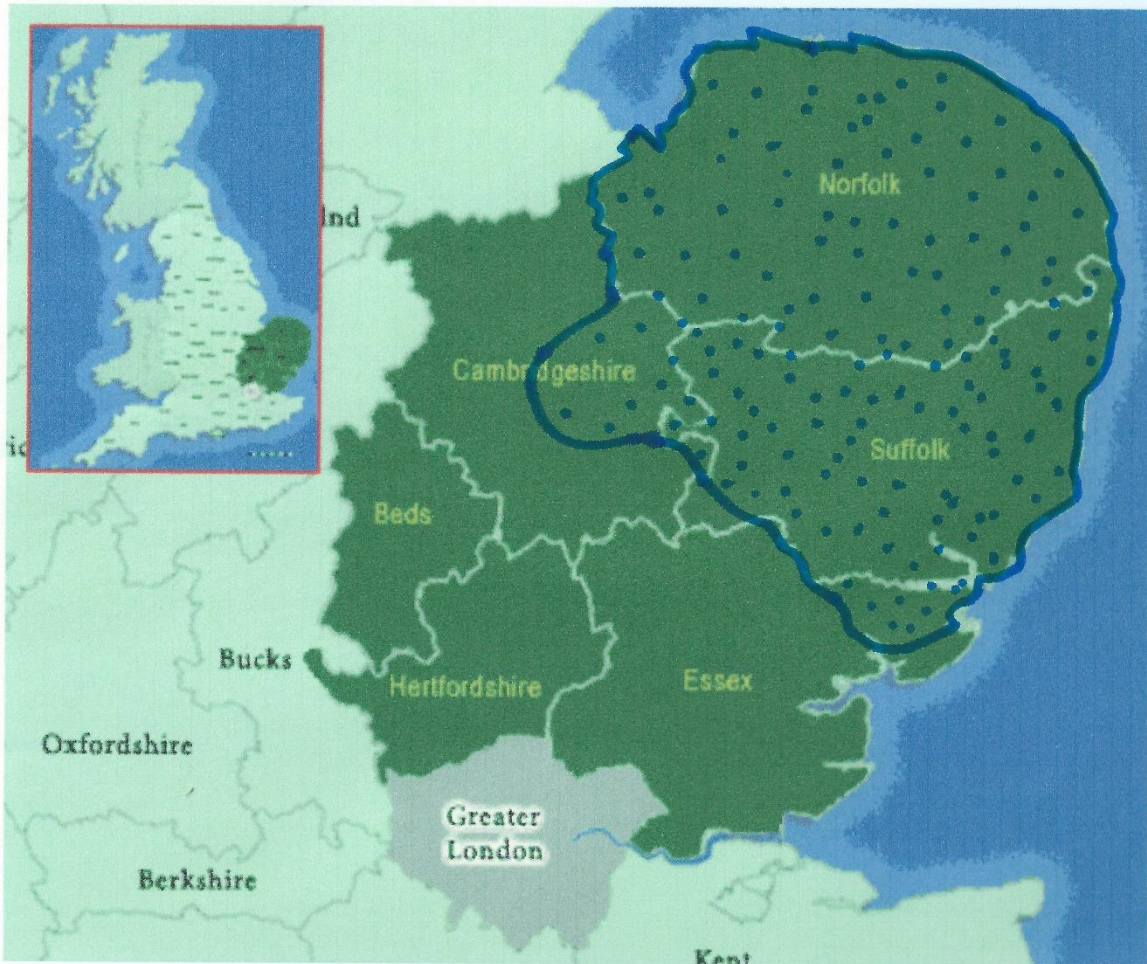 Norfolk
Cambridgeshire
Suffolk
Beds
Bucks
Hertfordshire
Essex
Oxfordshire
Greater
London
Berkshire
Kent